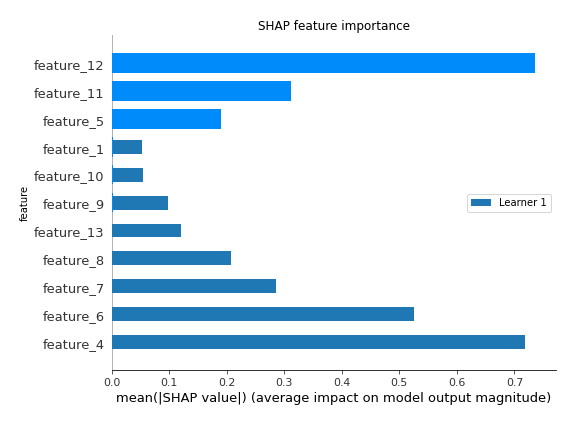 SHAP feature importance
feature_12
feature_11
feature_5
feature_1
feature_10
feature_9
feature_13
feature_8
feature_7
feature_6
feature_4
feature
Learner 1
0.0 0.1 0.2 0.3 0.4 0.5 0.6 0.7
mean(|SHAP value|) (average impact on model output magnitude)